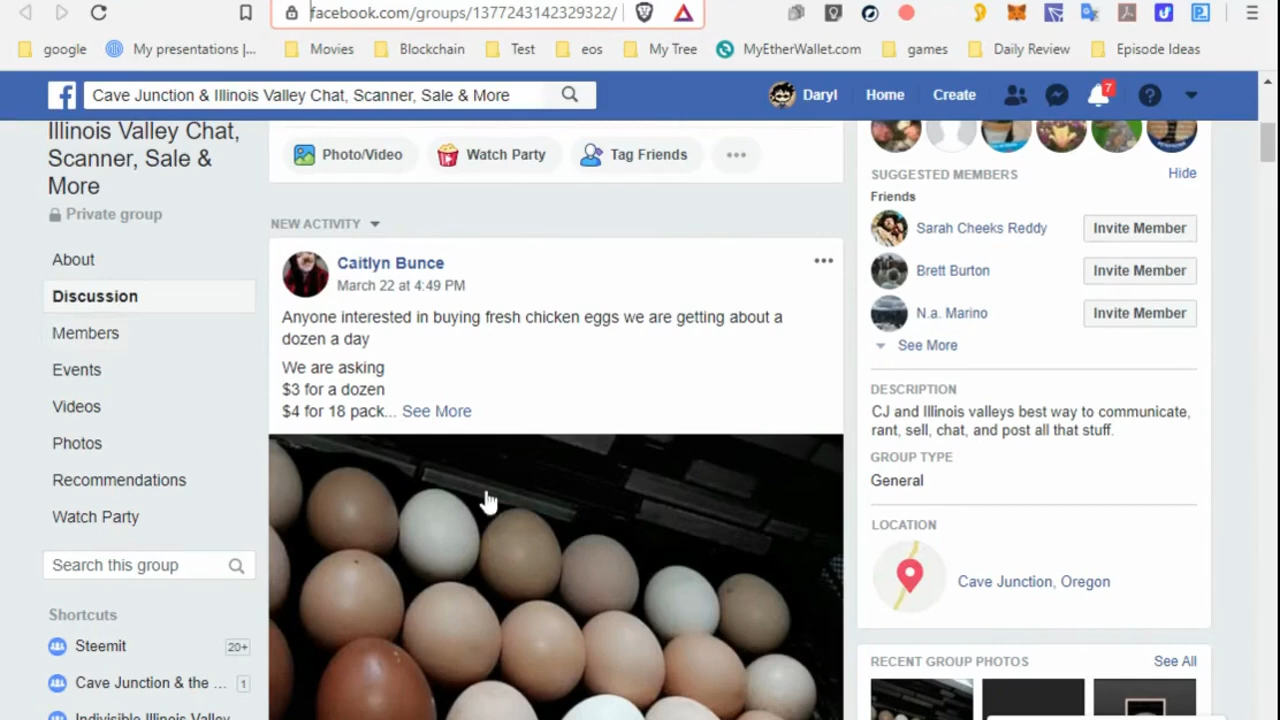 facebook.com/groups/1377243142329322/
google
My presentations |...
Movies
Blockchain
Test
eos
My Tree
MyEtherWallet.com
games
Daily Review
Episode Ideas
Cave Junction & Illinois Valley Chat, Scanner, Sale & More
Daryl
Home
Create
7
Illinois Valley Chat,
Scanner, Sale &
More
Private group
About
Discussion
Members
Events
Videos
Photos
Recommendations
Watch Party
Search this group
Shortcuts
Steemit
20+
Cave Junction & the ...
1
Indivisible Illinois Valley
Photo/Video
Watch Party
Tag Friends
NEW ACTIVITY
Caitlyn Bunce
March 22 at 4:49 PM
Anyone interested in buying fresh chicken eggs we are getting about a
dozen a day
We are asking
$3 for a dozen
$4 for 18 pack... See More
SUGGESTED MEMBERS
Hide
Friends
Sarah Cheeks Reddy
Invite Member
Brett Burton
Invite Member
N.a. Marino
Invite Member
See More
DESCRIPTION
CJ and Illinois valleys best way to communicate,
rant, sell, chat, and post all that stuff.
GROUP TYPE
General
LOCATION
Cave Junction, Oregon
RECENT GROUP PHOTOS
See All